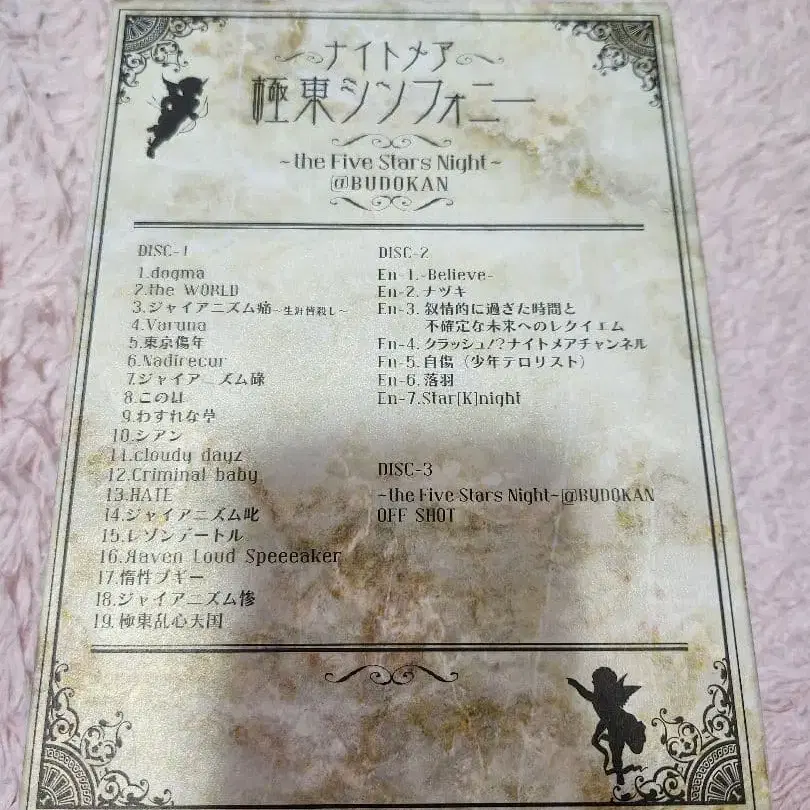 ナイトメア
極東シンフォニー
~the Five Stars Night~
@BUDOKAN
DISC-1
1.dogma
2.the WORLD
3.ジャイアニズム痛~生井皆殺し~
4.Varuna
5.東京傷年
6.Nadirecur
7.ジャイアニズム碌
8.このは
9.わすれな草
10.シアン
11.cloudy dayz
12.Criminal baby
13.HATE
14.ジャイアニズム叱
15.レゾンデートル
16.Яaven Loud Speeeaker
17.惰性ブギー
18.ジャイアニズム惨
19.極東乱心天国
DISC-2
En-1.-Believe-
En-2.ナヅキ
En-3.叙情的に過ぎた時間と
不確定な未来へのレクイエム
En-4.クラッシュ!?ナイトメアチャンネル
En-5.自傷(少年テロリスト)
En-6.落羽
En-7.Star[K]night
DISC-3
~the Five Stars Night~@BUDOKAN
OFF SHOT